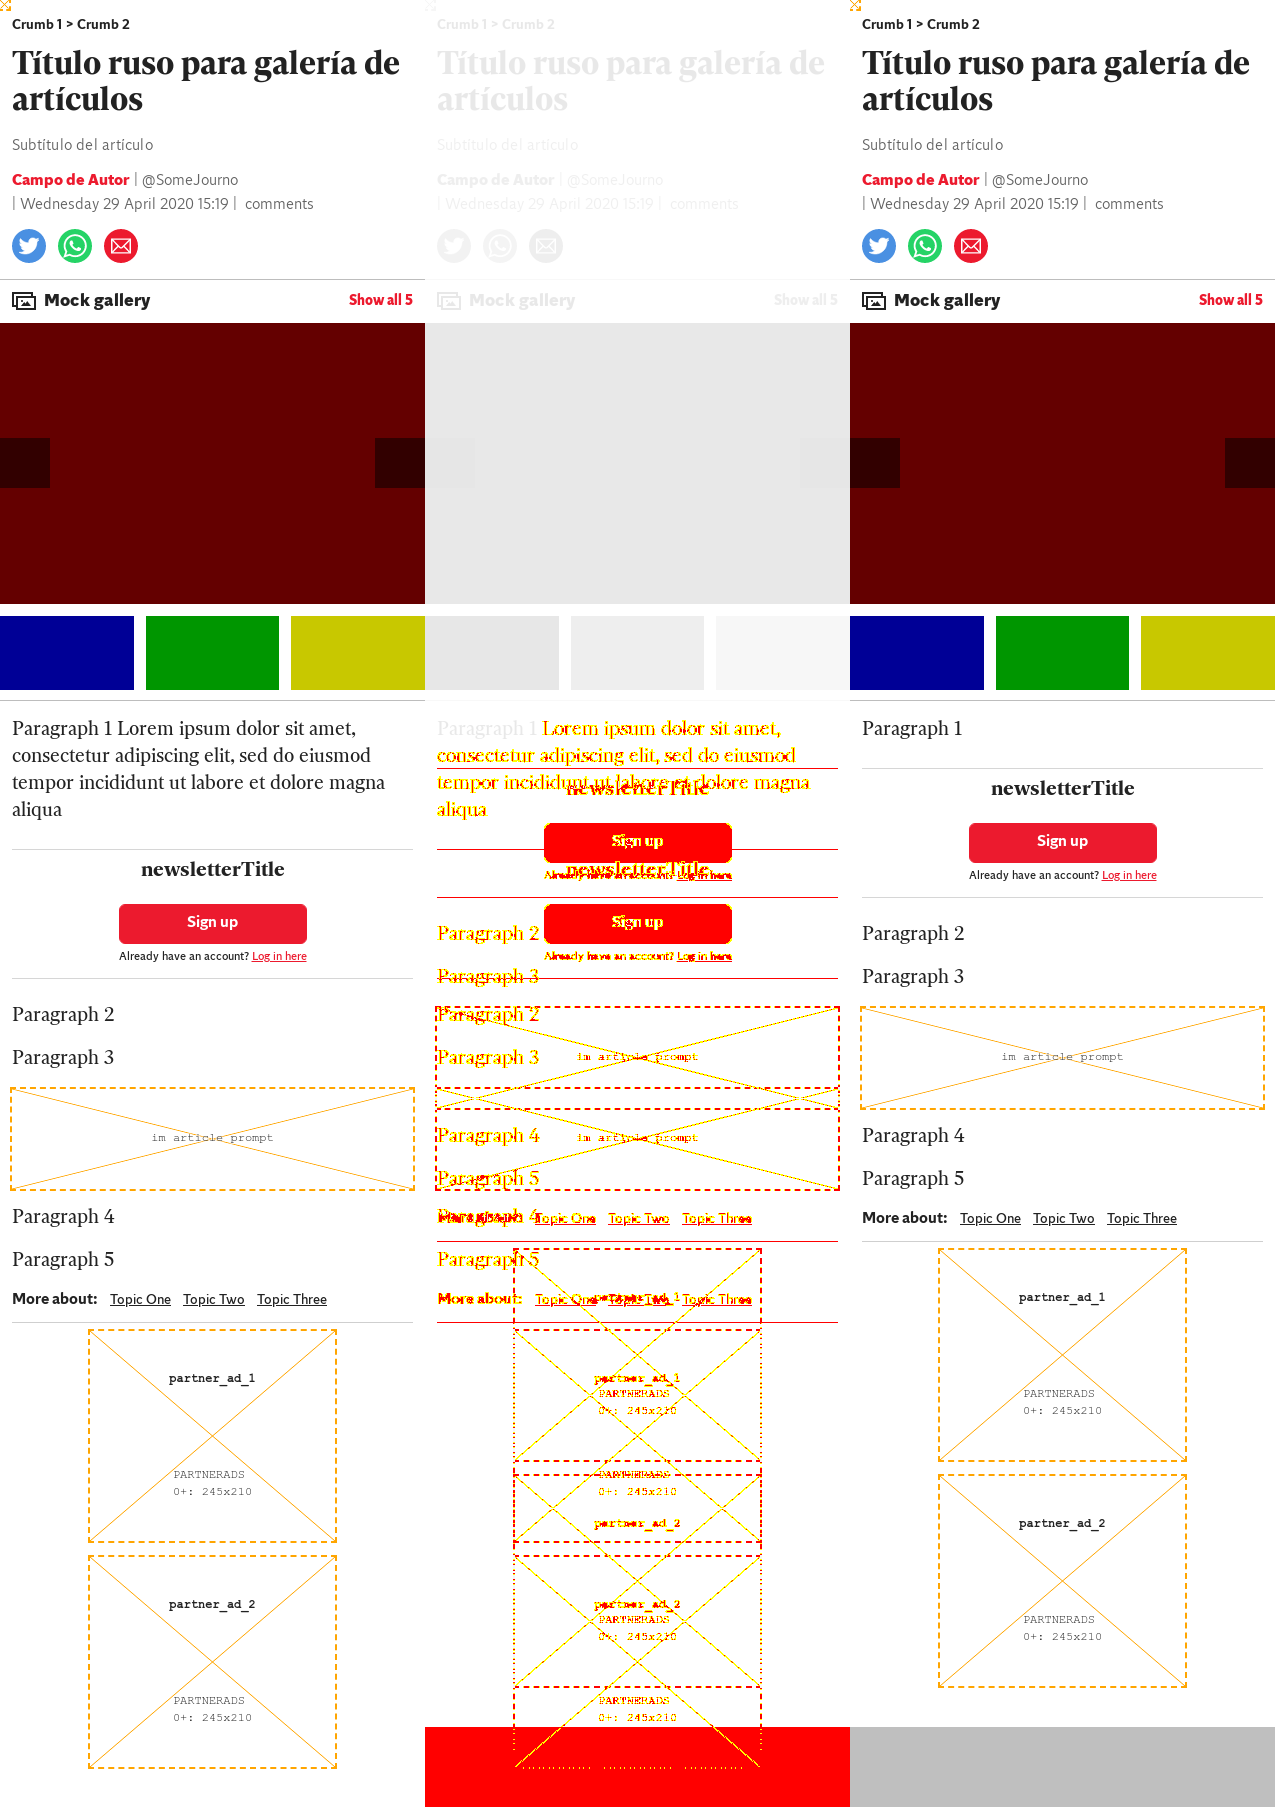 Crumb 1 > Crumb 2
Título ruso para galería de
artículos
Subtítulo del artículo
Campo de Autor | @SomeJourno
| Wednesday 29 April 2020 15:19 | comments
Mock gallery
Show all 5
Paragraph 1 Lorem ipsum dolor sit amet,
consectetur adipiscing elit, sed do eiusmod
tempor incididunt ut labore et dolore magna
aliqua
newsletterTitle
Sign up
Already have an account? Log in here
Paragraph 2
Paragraph 3
im article prompt
Paragraph 4
Paragraph 5
More about: Topic One Topic Two Topic Three
partner_ad_1
PARTNERADS
0+: 245x210
partner_ad_2
PARTNERADS
0+: 245x210
Crumb 1 > Crumb 2
Título ruso para galería de
artículos
Subtítulo del artículo
Campo de Autor | @SomeJourno
| Wednesday 29 April 2020 15:19 | comments
Mock gallery
Show all 5
Paragraph 1 Lorem ipsum dolor sit amet,
consectetur adipiscing elit, sed do eiusmod
tempor incididunt ut labore et dolore magna
newsletterTitle
aliqua
Sign up
newsletterTitle
Already have an account? Log in here
Sign up
Paragraph 2
Already have an account? Log in here
Paragraph 3
Paragraph 2
Paragraph 3
im article prompt
Paragraph 4
im article prompt
Paragraph 5
Paragraph 4
Topic One Topic Two Topic Three
Paragraph 5
partner_ad_1
More about: Topic One Topic Two Topic Three
partner_ad_1
PARTNERADS
0+: 245x210
PARTNERADS
0+: 245x210
partner_ad_2
partner_ad_2
PARTNERADS
0+: 245x210
PARTNERADS
0+: 245x210
Crumb 1 > Crumb 2
Título ruso para galería de
artículos
Subtítulo del artículo
Campo de Autor | @SomeJourno
| Wednesday 29 April 2020 15:19 | comments
Mock gallery
Show all 5
Paragraph 1
newsletterTitle
Sign up
Already have an account? Log in here
Paragraph 2
Paragraph 3
im article prompt
Paragraph 4
Paragraph 5
More about: Topic One Topic Two Topic Three
partner_ad_1
PARTNERADS
0+: 245x210
partner_ad_2
PARTNERADS
0+: 245x210